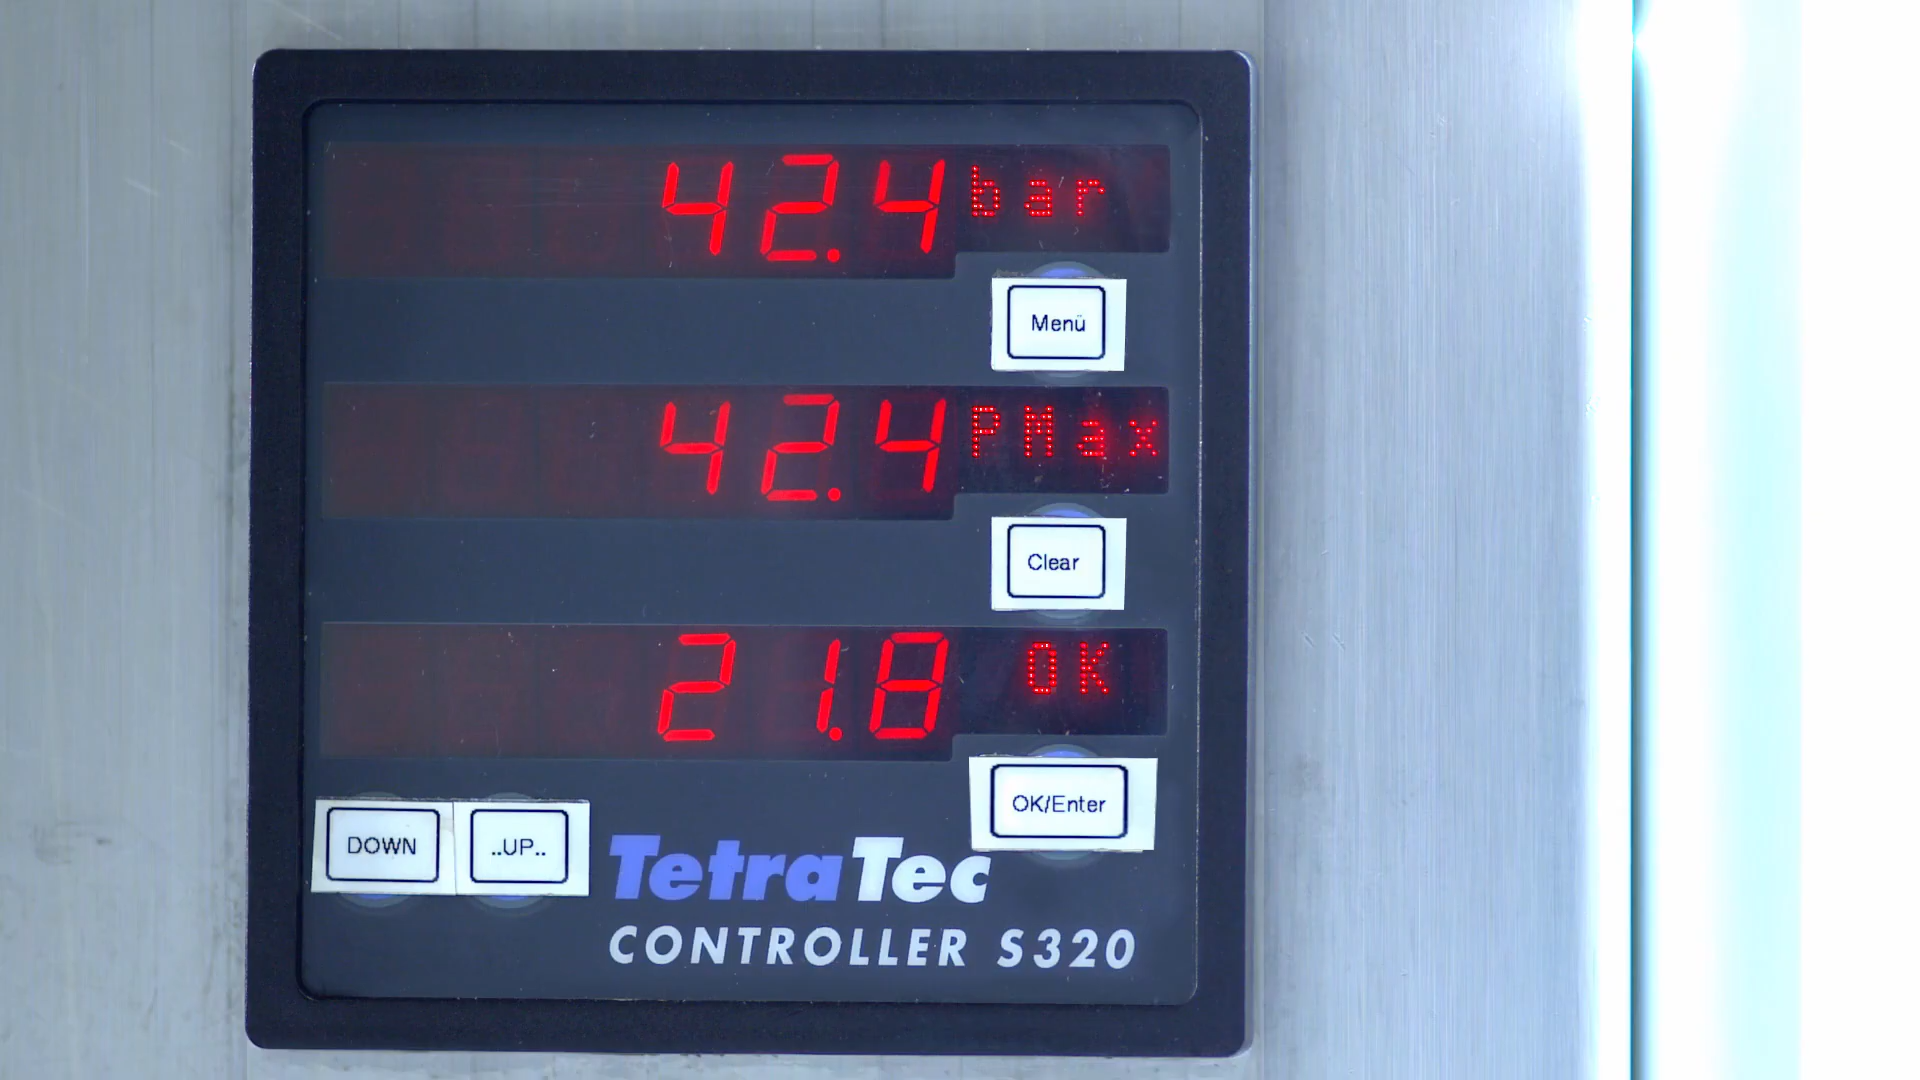 42.4 bar
Menü
42.4 PMax
Clear
21.8 OK
OK/Enter
DOWN ..UP..
TetraTec
CONTROLLER S320